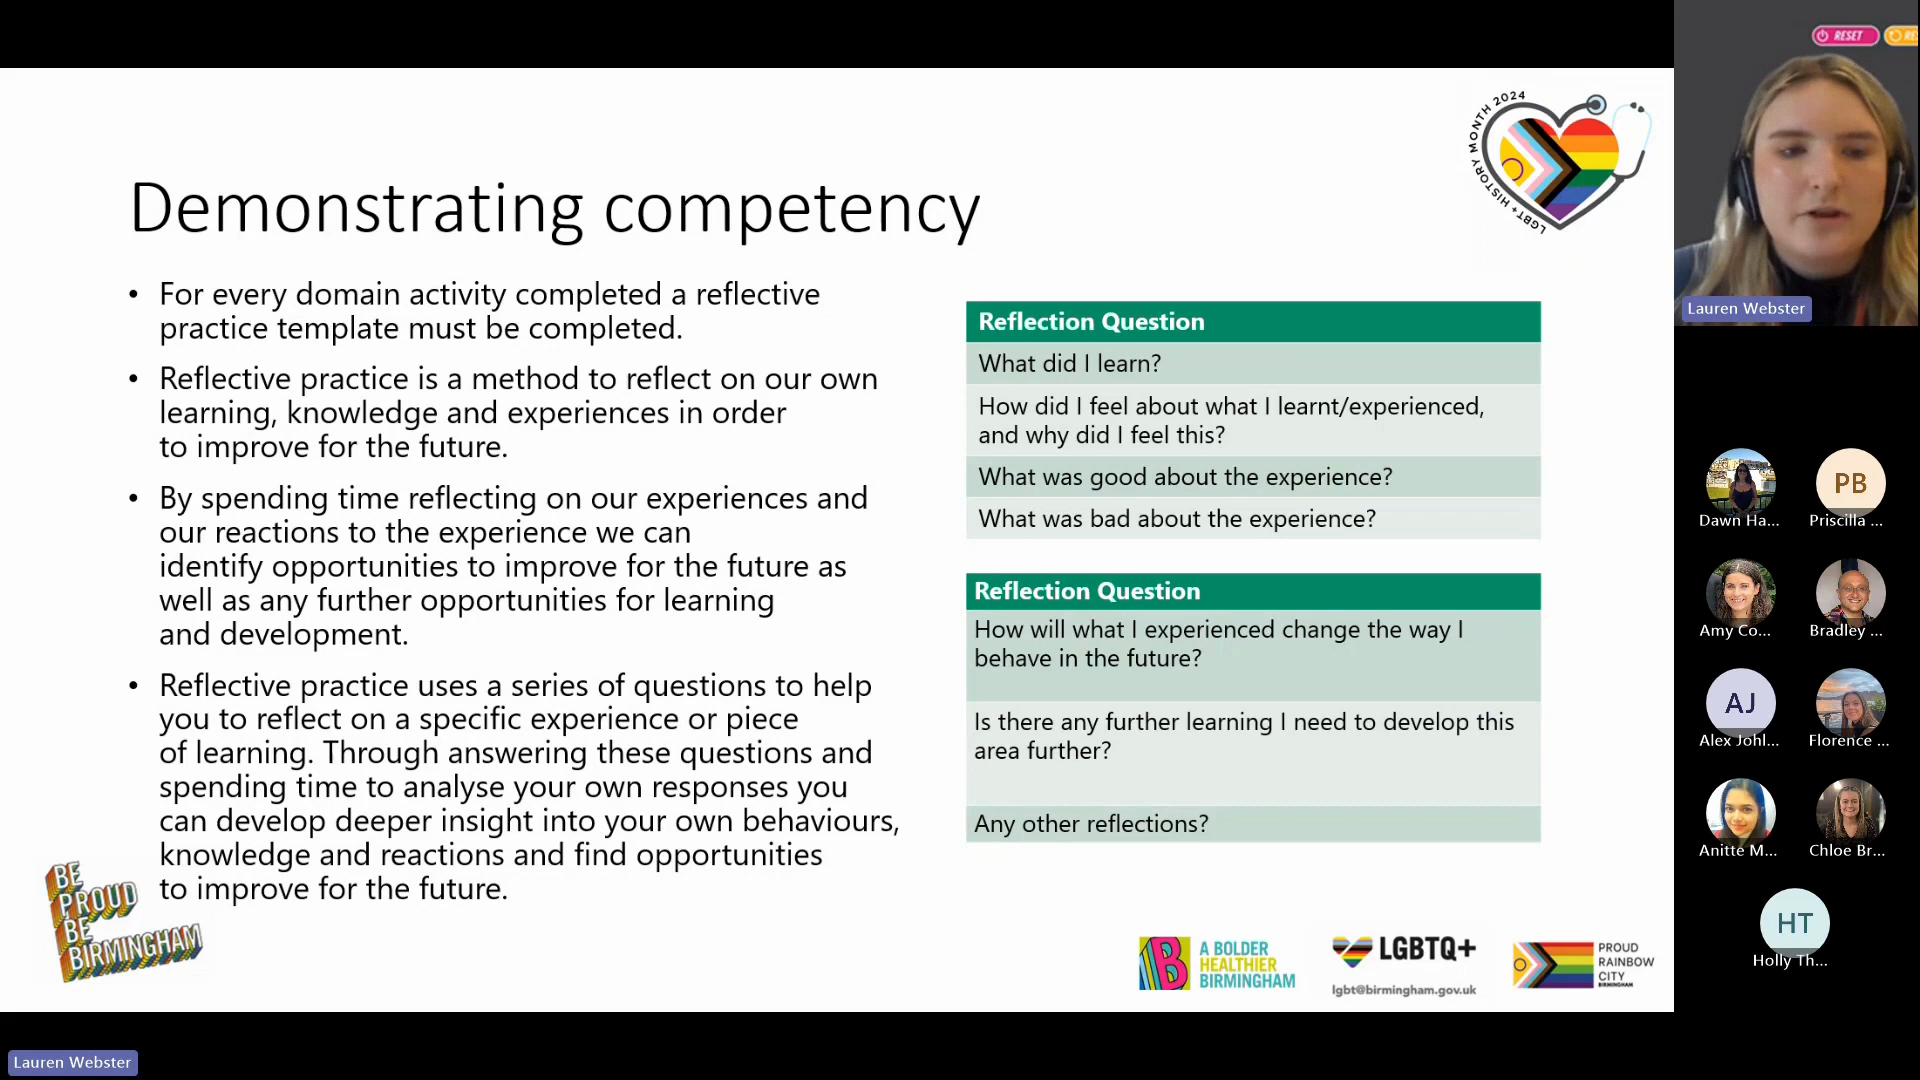 Demonstrating competency
• For every domain activity completed a reflective
practice template must be completed.
• Reflective practice is a method to reflect on our own
learning, knowledge and experiences in order
to improve for the future.
• By spending time reflecting on our experiences and
our reactions to the experience we can
identify opportunities to improve for the future as
well as any further opportunities for learning
and development.
• Reflective practice uses a series of questions to help
you to reflect on a specific experience or piece
of learning. Through answering these questions and
spending time to analyse your own responses you
can develop deeper insight into your own behaviours,
knowledge and reactions and find opportunities
to improve for the future.
Reflection Question
What did I learn?
How did I feel about what I learnt/experienced,
and why did I feel this?
What was good about the experience?
What was bad about the experience?
Reflection Question
How will what I experienced change the way I
behave in the future?
Is there any further learning I need to develop this
area further?
Any other reflections?
LGBT+ HISTORY MONTH 2024
BE
PROUD
BE
BIRMINGHAM
A BOLDER
HEALTHIER
BIRMINGHAM
LGBTQ+
lgbt@birmingham.gov.uk
PROUD
RAINBOW
CITY
BIRMINGHAM
RESET
RE
Lauren Webster
Dawn Ha...
PB
Priscilla ...
Amy Co...
Bradley ...
AJ
Alex Johl...
Florence ...
Anitte M...
Chloe Br...
HT
Holly Th...
Lauren Webster